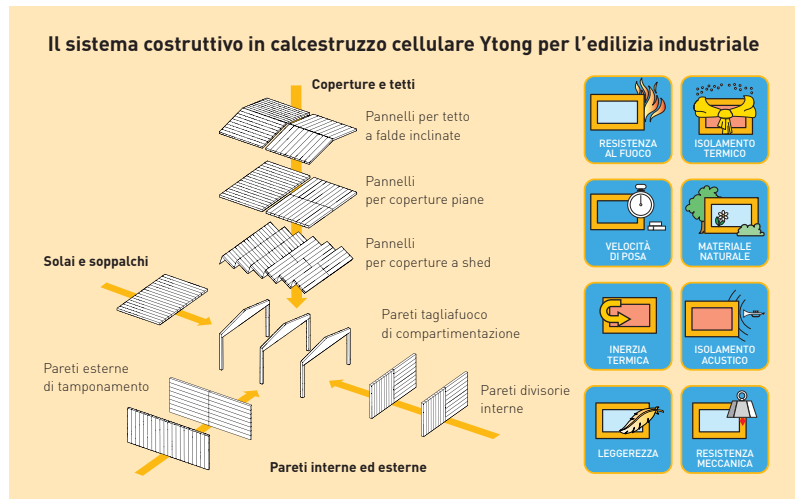 Il sistema costruttivo in calcestruzzo cellulare Ytong per l'edilizia industriale
Coperture e tetti
Pannelli per tetto
a falde inclinate
Pannelli
per coperture piane
Pannelli
per coperture a shed
Solai e soppalchi
Pareti tagliafuoco
di compartimentazione
Pareti esterne
di tamponamento
Pareti divisorie
interne
Pareti interne ed esterne
RESISTENZA
AL FUOCO
ISOLAMENTO
TERMICO
VELOCITÀ
DI POSA
MATERIALE
NATURALE
INERZIA
TERMICA
ISOLAMENTO
ACUSTICO
LEGGEREZZA
RESISTENZA
MECCANICA